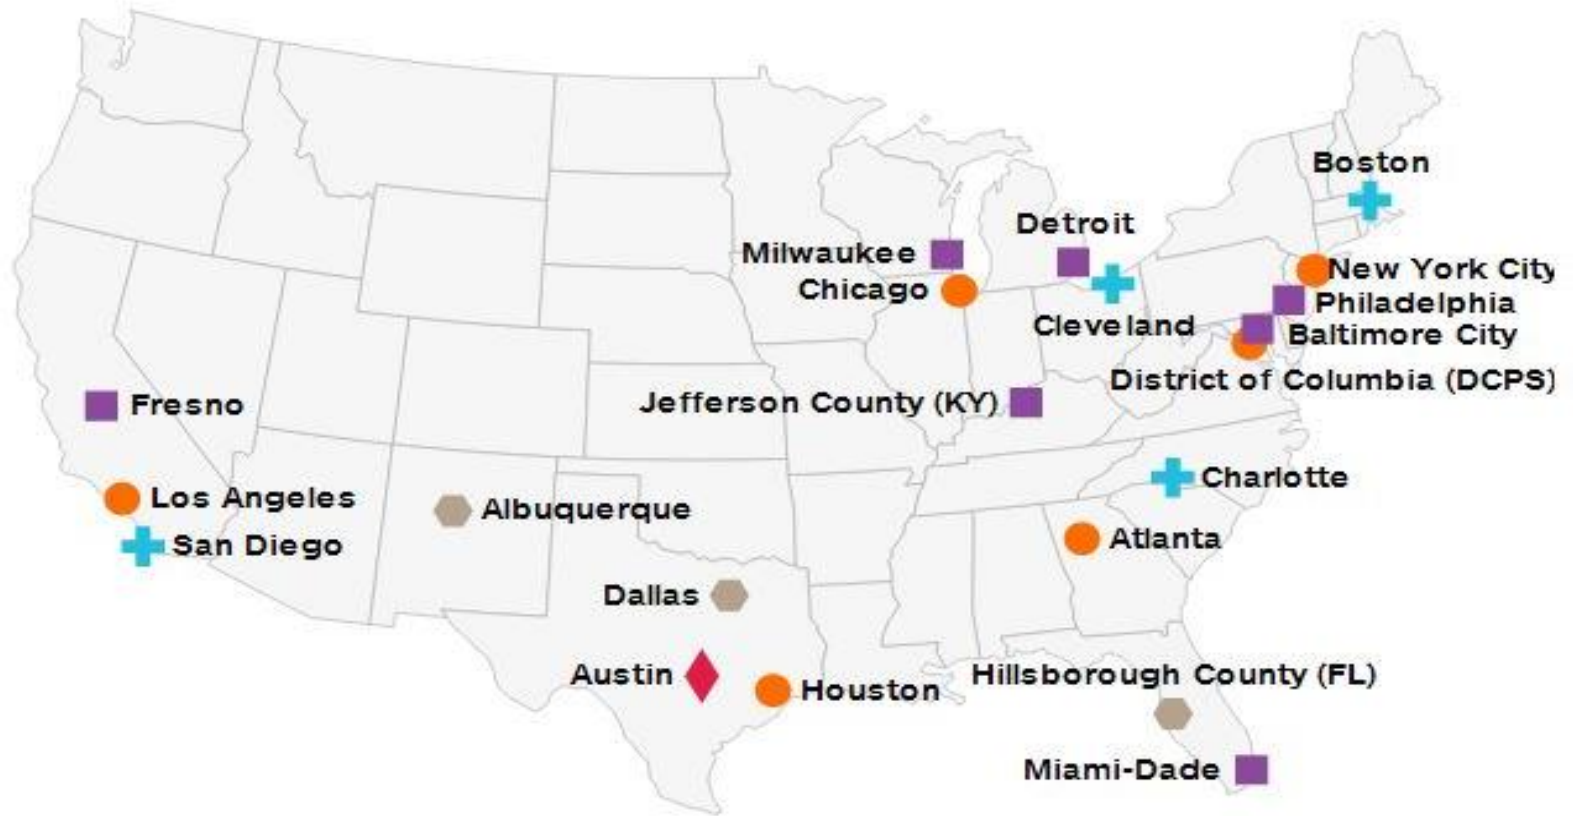 Boston
Detroit
Milwaukee
New York City
Chicago
Philadelphia
Cleveland
Baltimore City
District of Columbia (DCPS)
Fresno
Jefferson County (KY)
Charlotte
Los Angeles
Albuquerque
San Diego
Atlanta
Dallas
Austin
Hillsborough County (FL)
Houston
Miami-Dade